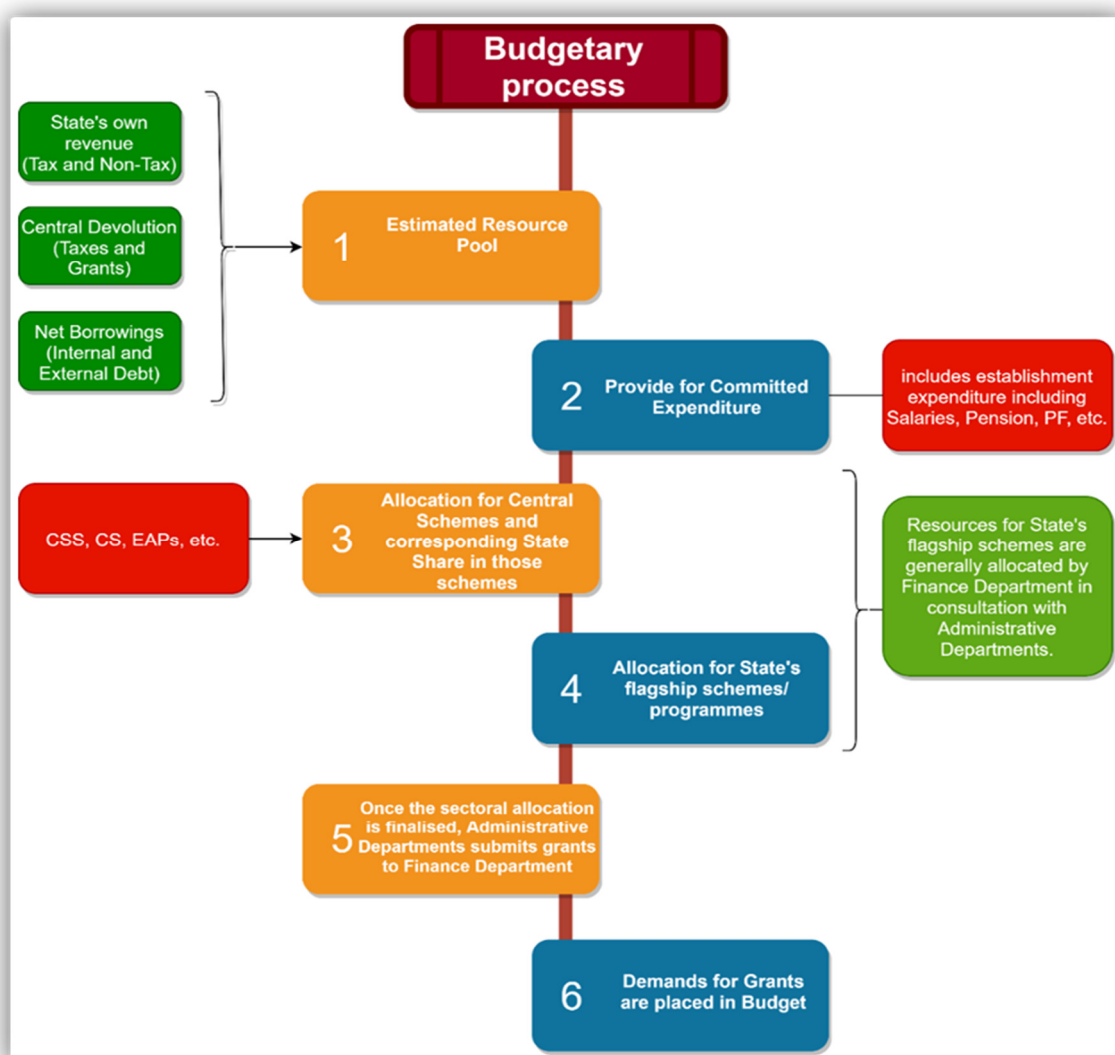 Budgetary
process
State's own
revenue
(Tax and Non-Tax)
Central Devolution
(Taxes and
Grants)
Net Borrowings
(Internal and
External Debt)
1
Estimated Resource
Pool
2
Provide for Committed
Expenditure
includes establishment
expenditure including
Salaries, Pension, PF, etc.
CSS, CS, EAPs, etc.
3
Allocation for Central
Schemes and
corresponding State
Share in those
schemes
4
Allocation for State's
flagship schemes/
programmes
Resources for State's
flagship schemes are
generally allocated by
Finance Department in
consultation with
Administrative
Departments.
5
Once the sectoral allocation
is finalised, Administrative
Departments submits grants
to Finance Department
6
Demands for Grants
are placed in Budget